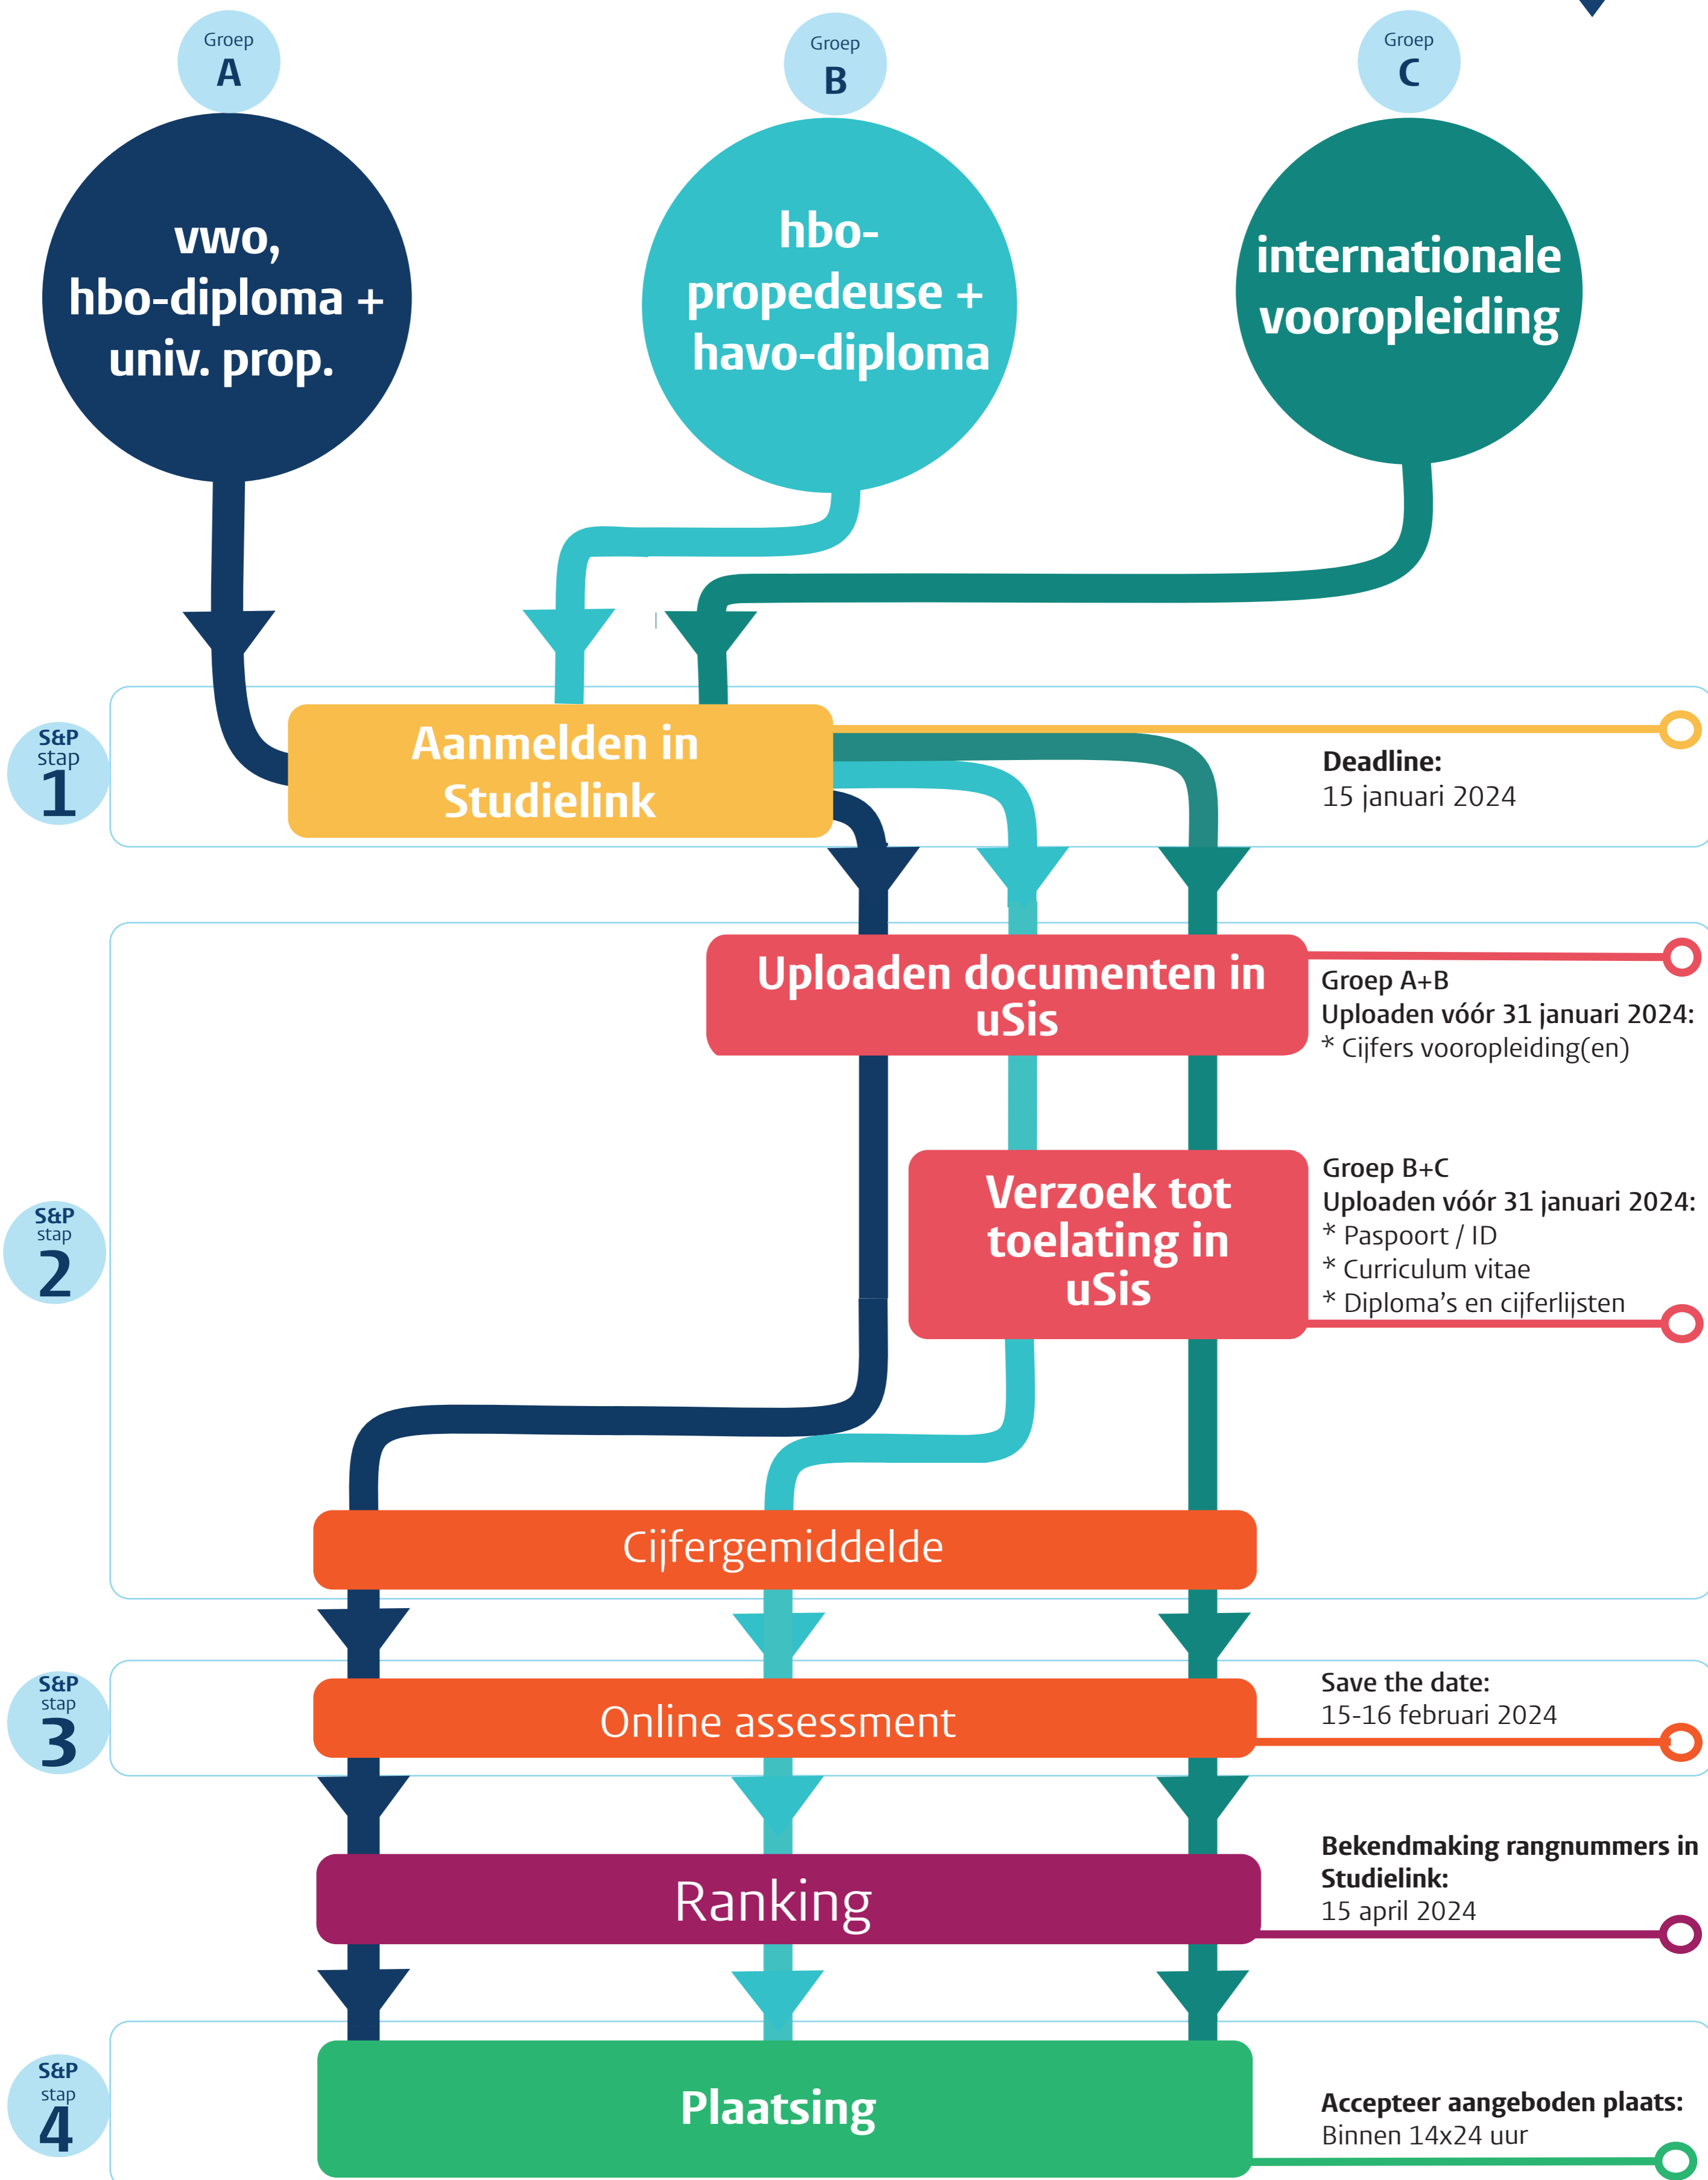 Groep
A
Groep
B
Groep
C
vwo,
hbo-diploma +
univ. prop.
hbo-
propedeuse +
havo-diploma
internationale
vooropleiding
S&P
stap
1
Aanmelden in
Studielink
Deadline:
15 januari 2024
S&P
stap
2
Uploaden documenten in
uSis
Groep A+B
Uploaden vóór 31 januari 2024:
* Cijfers vooropleiding(en)
Verzoek tot
toelating in
uSis
Groep B+C
Uploaden vóór 31 januari 2024:
* Paspoort / ID
* Curriculum vitae
* Diploma's en cijferlijsten
Cijfergemiddelde
S&P
stap
3
Online assessment
Save the date:
15-16 februari 2024
Ranking
Bekendmaking rangnummers in
Studielink:
15 april 2024
S&P
stap
4
Plaatsing
Accepteer aangeboden plaats:
Binnen 14x24 uur